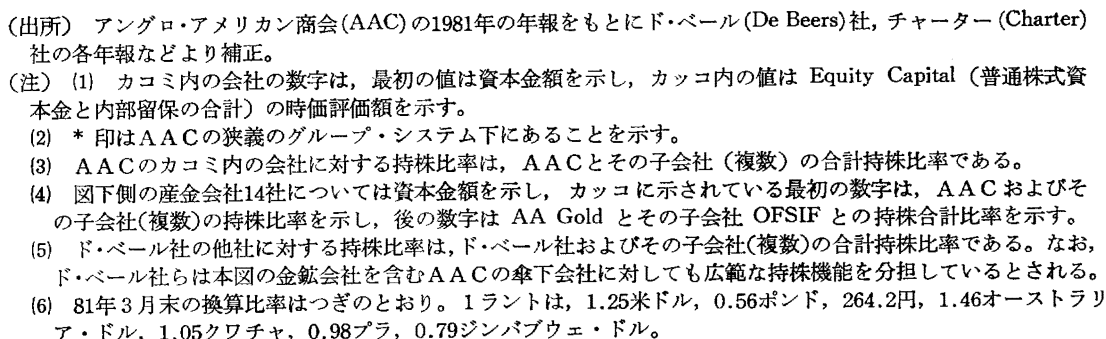 (出所) アングロ・アメリカン商会(AAC)の1981年の年報をもとにド・ベール(De Beers)社, チャーター(Charter)
社の各年報などより補正。
(注) (1) カコミ内の会社の数字は, 最初の値は資本金額を示し, カッコ内の値は Equity Capital (普通株式資
本金と内部留保の合計) の時価評価額を示す。
(2) * 印はAACの狭義のグループ・システム下にあることを示す。
(3) AACのカコミ内の会社に対する持株比率は, AACとその子会社 (複数) の合計持株比率である。
(4) 図下側の産金会社14社については資本金額を示し, カッコに示されている最初の数字は, AACおよびそ
の子会社(複数)の持株比率を示し, 後の数字は AA Gold とその子会社 OFSIF との持株合計比率を示す。
(5) ド・ベール社の他社に対する持株比率は, ド・ベール社およびその子会社(複数)の合計持株比率である。なお,
ド・ベール社らは本図の金鉱会社を含むAACの傘下会社に対しても広範な持株機能を分担しているとされる。
(6) 81年3月末の換算比率はつぎのとおり。1ラントは, 1.25米ドル, 0.56ポンド, 264.2円, 1.46オーストラリ
ア・ドル, 1.05クワチャ, 0.98プラ, 0.79ジンバブウェ・ドル。